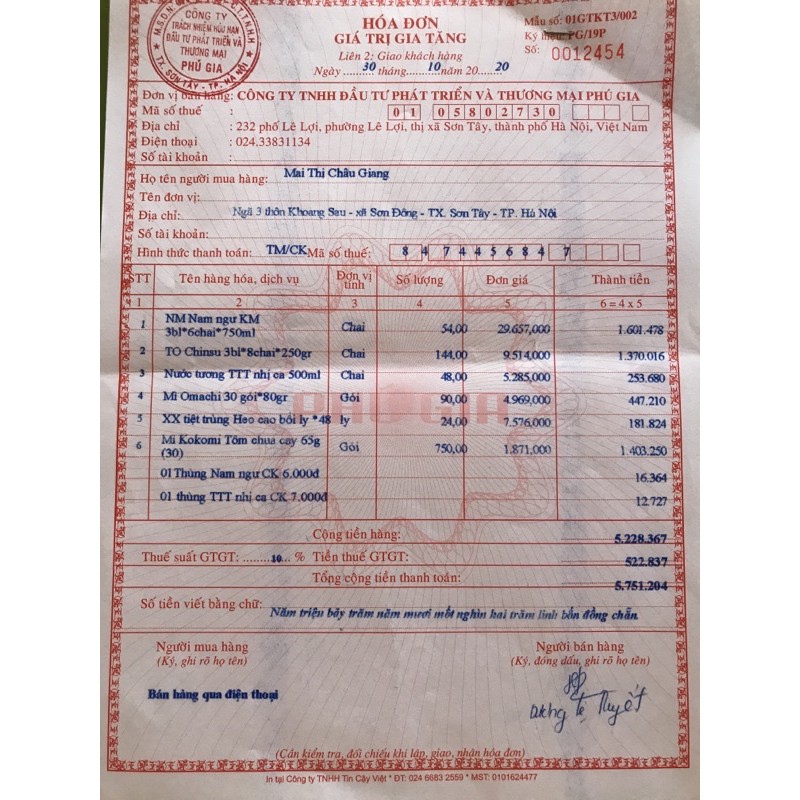 M.S.D.N
C.T.T.N.H.H
CÔNG TY
TRÁCH NHIỆM HỮU HẠN
ĐẦU TƯ PHÁT TRIỂN VÀ
THƯƠNG MẠI
PHÚ GIA
TX. SƠN TÂY - TP. HÀ NỘI
HÓA ĐƠN
GIÁ TRỊ GIA TĂNG
Liên 2: Giao khách hàng
Ngày 30 tháng 10 năm 20 20
Mẫu số: 01GTKT3/002
Ký hiệu: PG/19P
Số: 0012454
Đơn vị bán hàng: CÔNG TY TNHH ĐẦU TƯ PHÁT TRIỂN VÀ THƯƠNG MẠI PHÚ GIA
Mã số thuế : 01 05802730
Địa chỉ : 232 phố Lê Lợi, phường Lê Lợi, thị xã Sơn Tây, thành phố Hà Nội, Việt Nam
Điện thoại : 024.33831134
Số tài khoản :
Họ tên người mua hàng: Mai Thị Châu Giang
Tên đơn vị:
Địa chỉ: Ngã 3 thôn Khoang Sau - xã Sơn Đông - TX. Sơn Tây - TP. Hà Nội
Số tài khoản:
Hình thức thanh toán: TM/CK Mã số thuế: 8474456847
STT Tên hàng hóa, dịch vụ Đơn vị tính Số lượng Đơn giá Thành tiền
1 2 3 4 5 6 = 4 x 5
1 NM Nam ngư KM 3bl*6chai*750ml Chai 54,00 29.657,000 1.601.478
2 TO Chinsu 3bl*8chai*250gr Chai 144,00 9.514,000 1.370.016
3 Nước tương TTT nhị ca 500ml Chai 48,00 5.285,000 253.680
4 Mì Omachi 30 gói*80gr Gói 90,00 4.969,000 447.210
5 XX tiệt trùng Heo cao bồi ly *48 ly 24,00 7.576,000 181.824
6 Mì Kokomi Tôm chua cay 65g (30) Gói 750,00 1.871,000 1.403.250
01 Thùng Nam ngư CK 6.000đ 16.364
01 thùng TTT nhị ca CK 7.000đ 12.727
PHÚ GIA
Cộng tiền hàng: 5.228.367
Thuế suất GTGT: ........10... % Tiền thuế GTGT: 522.837
Tổng cộng tiền thanh toán: 5.751.204
Số tiền viết bằng chữ: Năm triệu bảy trăm năm mươi mốt nghìn hai trăm linh bốn đồng chẵn.
Người mua hàng
(Ký, ghi rõ họ tên)
Người bán hàng
(Ký, đóng dấu, ghi rõ họ tên)
Bán hàng qua điện thoại
(Cần kiểm tra, đối chiếu khi lập, giao, nhận hóa đơn)
In tại Công ty TNHH Tin Cậy Việt * ĐT: 024 6683 2559 * MST: 0101624477